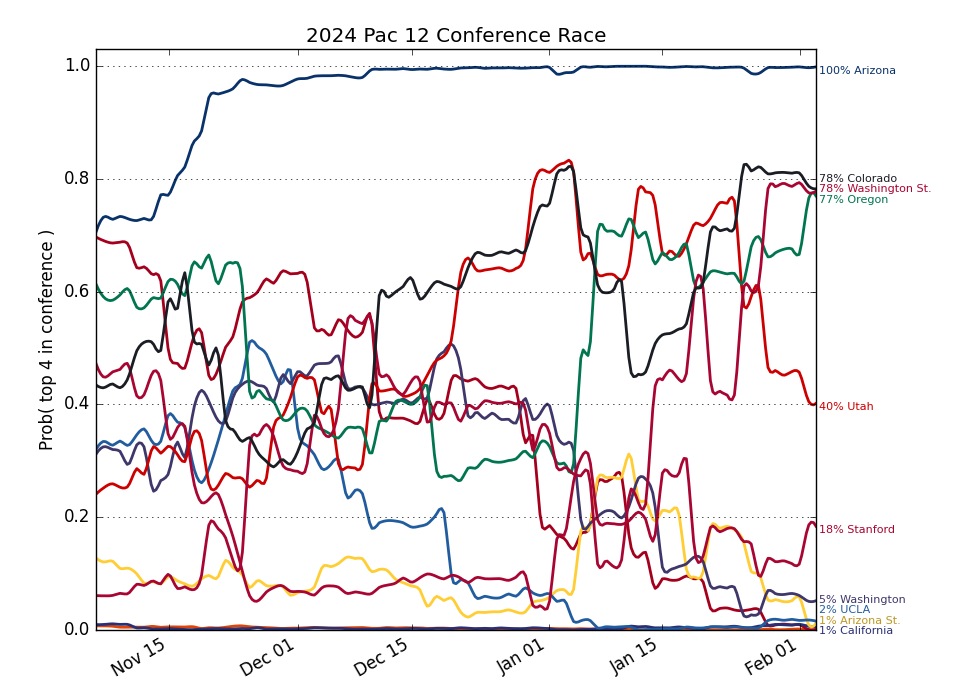 2024 Pac 12 Conference Race
Prob( top 4 in conference )
1.0
0.8
0.6
0.4
0.2
0.0
Nov 15
Dec 01
Dec 15
Jan 01
Jan 15
Feb 01
100% Arizona
78% Colorado
78% Washington St.
77% Oregon
40% Utah
18% Stanford
5% Washington
2% UCLA
1% Arizona St.
1% California